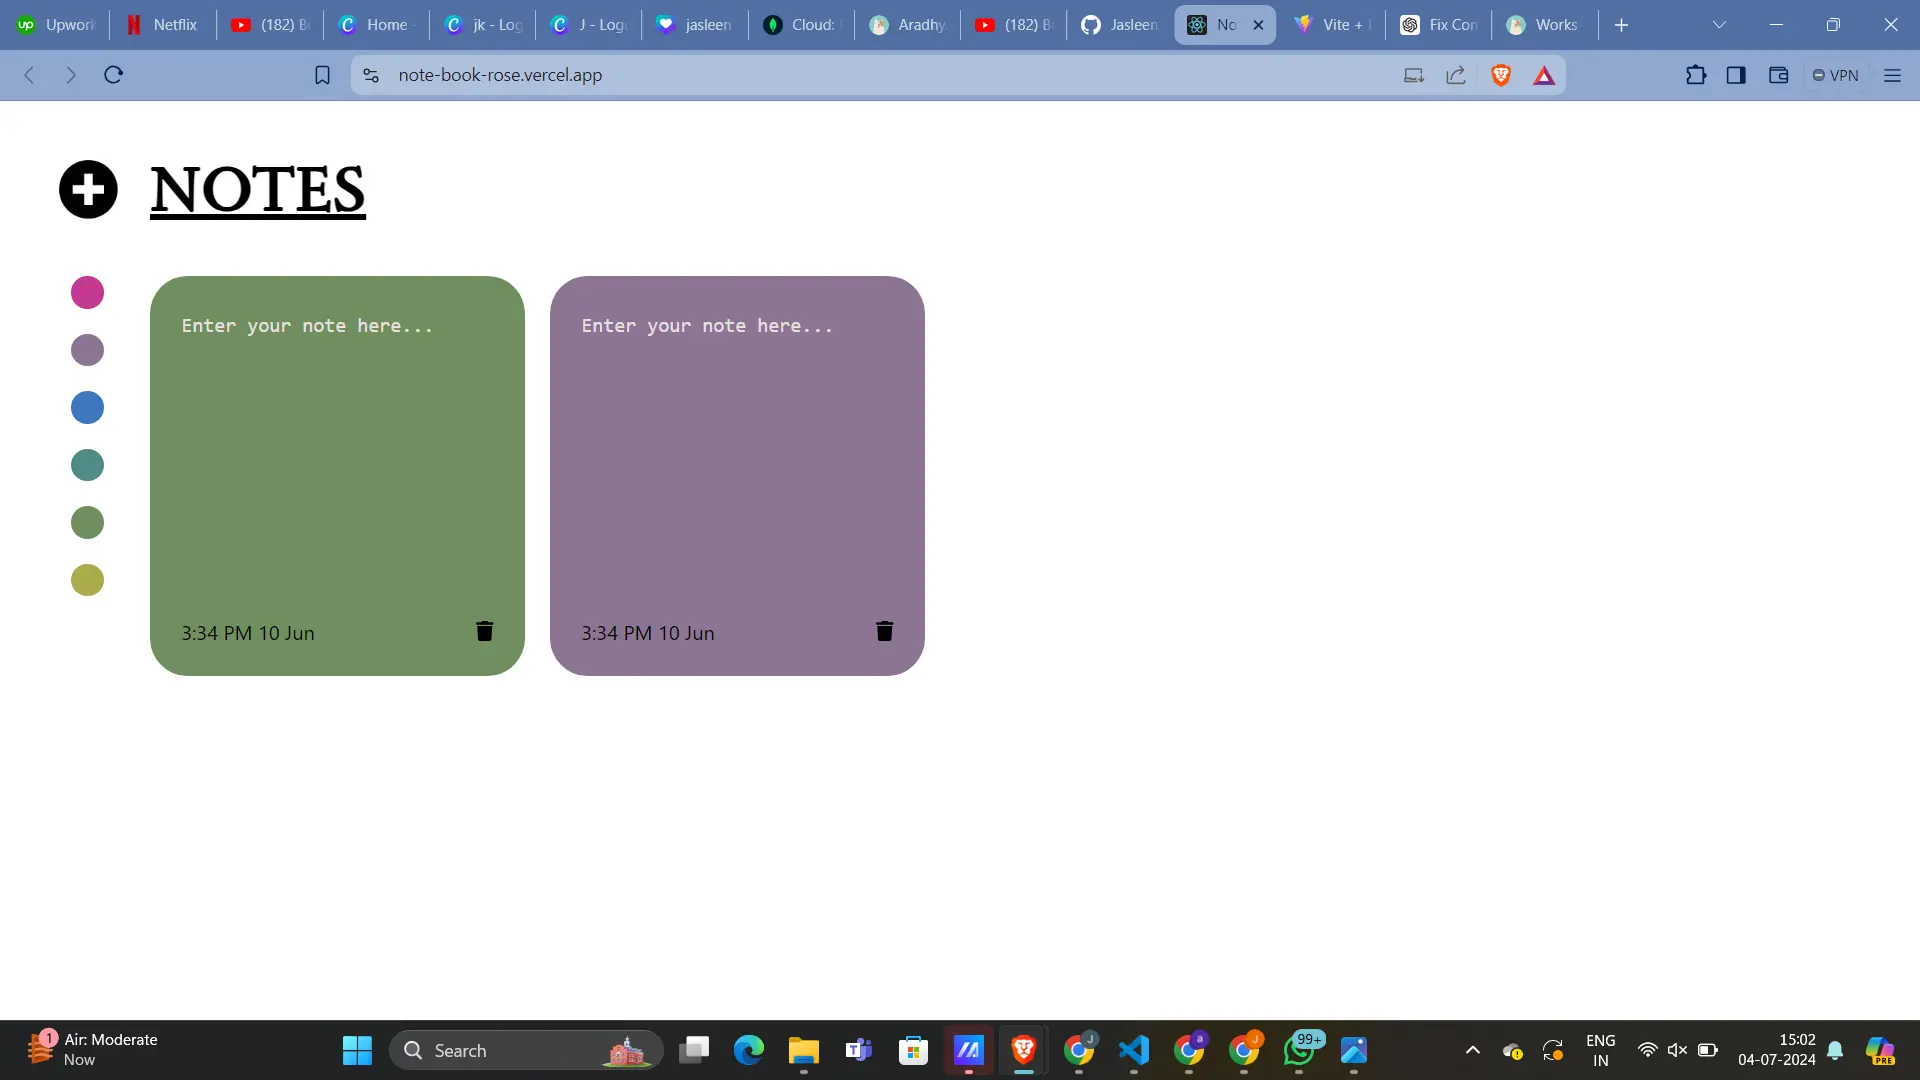 Upwork Netflix (182) B Home jk - Log J - Log jasleen Cloud: Aradhy (182) B Jasleen No Vite + Fix Con Works
note-book-rose.vercel.app VPN
NOTES
Enter your note here... Enter your note here...
3:34 PM 10 Jun 3:34 PM 10 Jun
1 Air: Moderate
Now
Search
99+
ENG
IN
15:02
04-07-2024
PRE